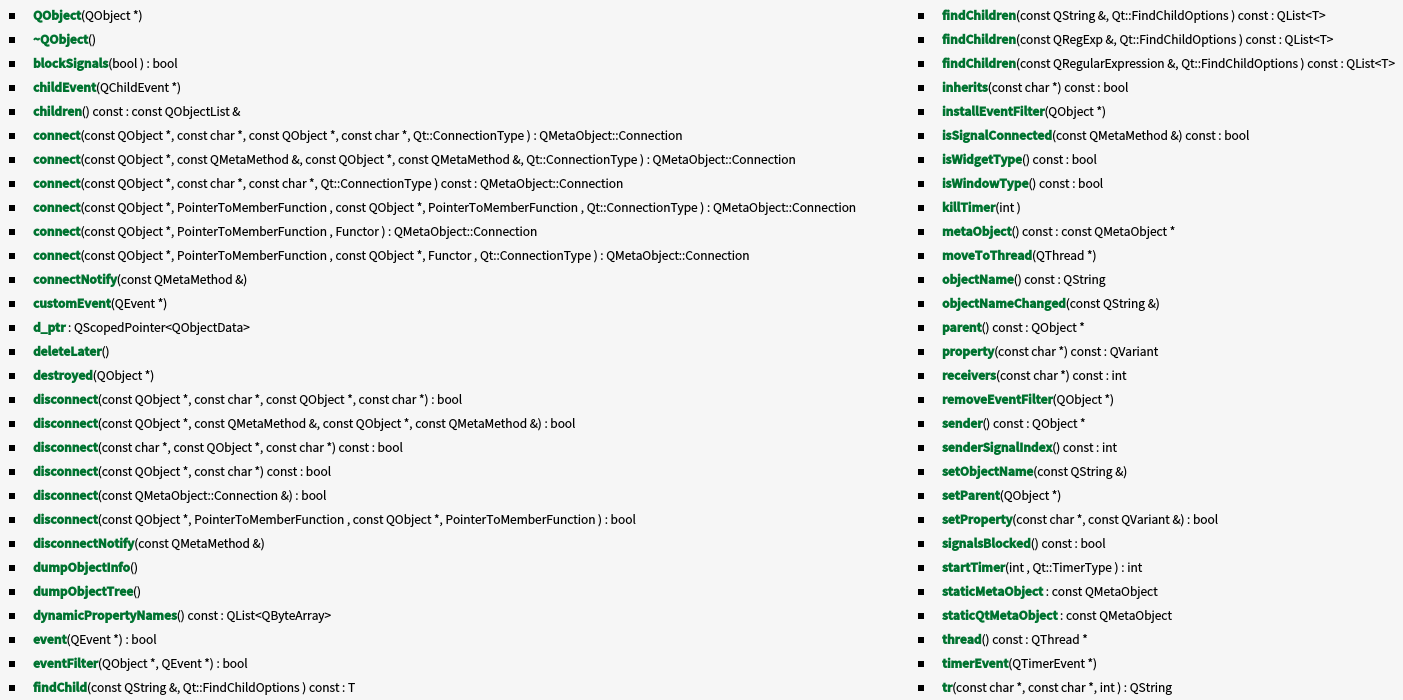 QObject(QObject *)
~QObject()
blockSignals(bool ) : bool
childEvent(QChildEvent *)
children() const : const QObjectList &
connect(const QObject *, const char *, const QObject *, const char *, Qt::ConnectionType ) : QMetaObject::Connection
connect(const QObject *, const QMetaMethod &, const QObject *, const QMetaMethod &, Qt::ConnectionType ) : QMetaObject::Connection
connect(const QObject *, const char *, const char *, Qt::ConnectionType ) const : QMetaObject::Connection
connect(const QObject *, PointerToMemberFunction , const QObject *, PointerToMemberFunction , Qt::ConnectionType ) : QMetaObject::Connection
connect(const QObject *, PointerToMemberFunction , Functor ) : QMetaObject::Connection
connect(const QObject *, PointerToMemberFunction , const QObject *, Functor , Qt::ConnectionType ) : QMetaObject::Connection
connectNotify(const QMetaMethod &)
customEvent(QEvent *)
d_ptr : QScopedPointer<QObjectData>
deleteLater()
destroyed(QObject *)
disconnect(const QObject *, const char *, const QObject *, const char *) : bool
disconnect(const QObject *, const QMetaMethod &, const QObject *, const QMetaMethod &) : bool
disconnect(const char *, const QObject *, const char *) const : bool
disconnect(const QObject *, const char *) const : bool
disconnect(const QMetaObject::Connection &) : bool
disconnect(const QObject *, PointerToMemberFunction , const QObject *, PointerToMemberFunction ) : bool
disconnectNotify(const QMetaMethod &)
dumpObjectInfo()
dumpObjectTree()
dynamicPropertyNames() const : QList<QByteArray>
event(QEvent *) : bool
eventFilter(QObject *, QEvent *) : bool
findChild(const QString &, Qt::FindChildOptions ) const : T
findChildren(const QString &, Qt::FindChildOptions ) const : QList<T>
findChildren(const QRegExp &, Qt::FindChildOptions ) const : QList<T>
findChildren(const QRegularExpression &, Qt::FindChildOptions ) const : QList<T>
inherits(const char *) const : bool
installEventFilter(QObject *)
isSignalConnected(const QMetaMethod &) const : bool
isWidgetType() const : bool
isWindowType() const : bool
killTimer(int )
metaObject() const : const QMetaObject *
moveToThread(QThread *)
objectName() const : QString
objectNameChanged(const QString &)
parent() const : QObject *
property(const char *) const : QVariant
receivers(const char *) const : int
removeEventFilter(QObject *)
sender() const : QObject *
senderSignalIndex() const : int
setObjectName(const QString &)
setParent(QObject *)
setProperty(const char *, const QVariant &) : bool
signalsBlocked() const : bool
startTimer(int , Qt::TimerType ) : int
staticMetaObject : const QMetaObject
staticQtMetaObject : const QMetaObject
thread() const : QThread *
timerEvent(QTimerEvent *)
tr(const char *, const char *, int ) : QString